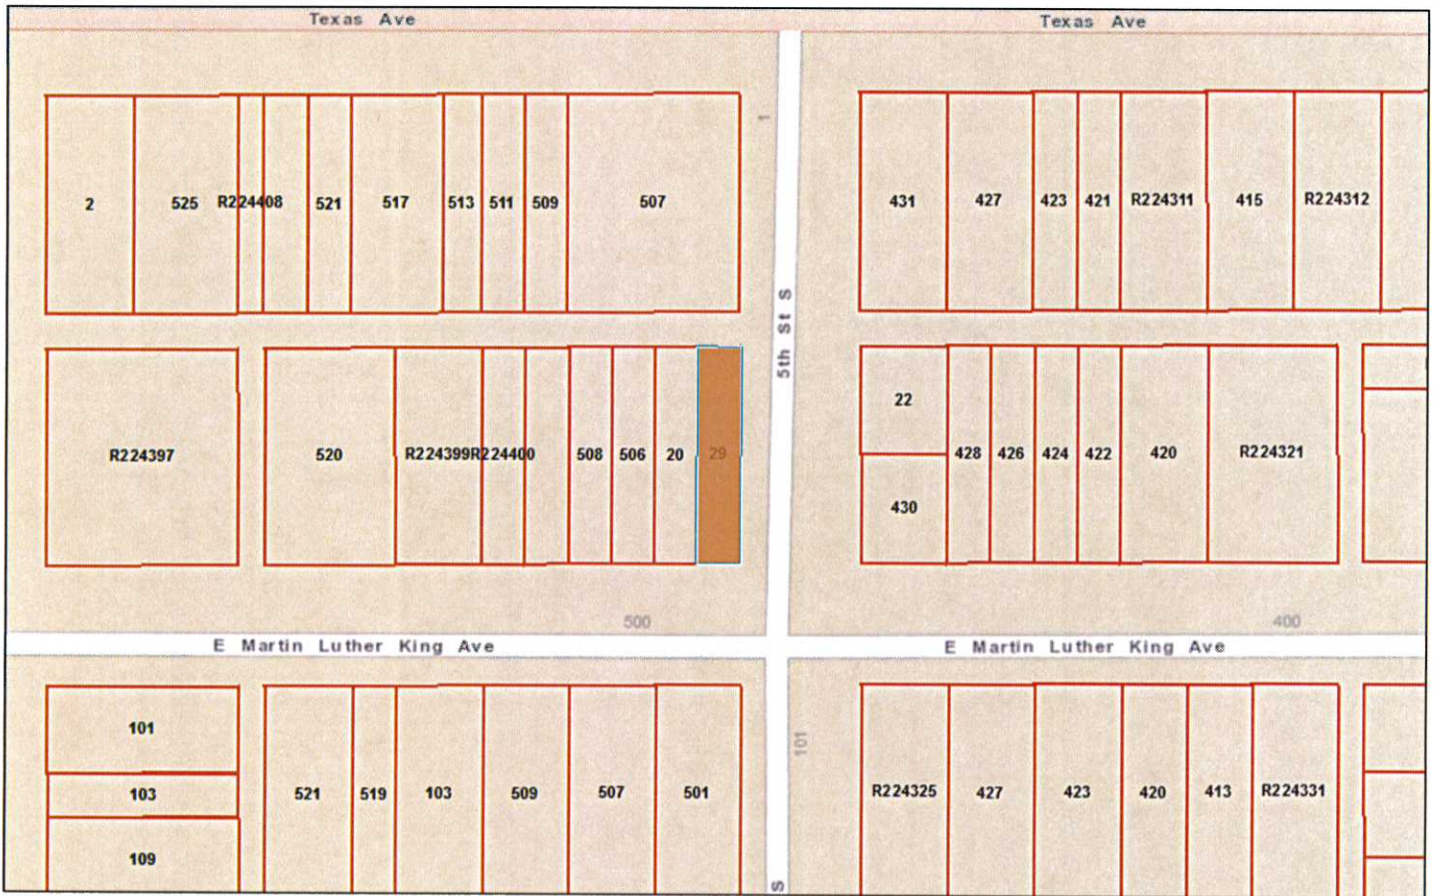 Texas Ave
Texas Ave
1
2 525 R224408 521 517 513 511 509 507
431 427 423 421 R224311 415 R224312
5th St S
22
R224397 520 R224399 R224400 508 506 20 29
428 426 424 422 420 R224321
430
500
400
E Martin Luther King Ave
E Martin Luther King Ave
101
101
103 521 519 103 509 507 501
R224325 427 423 420 413 R224331
109
S